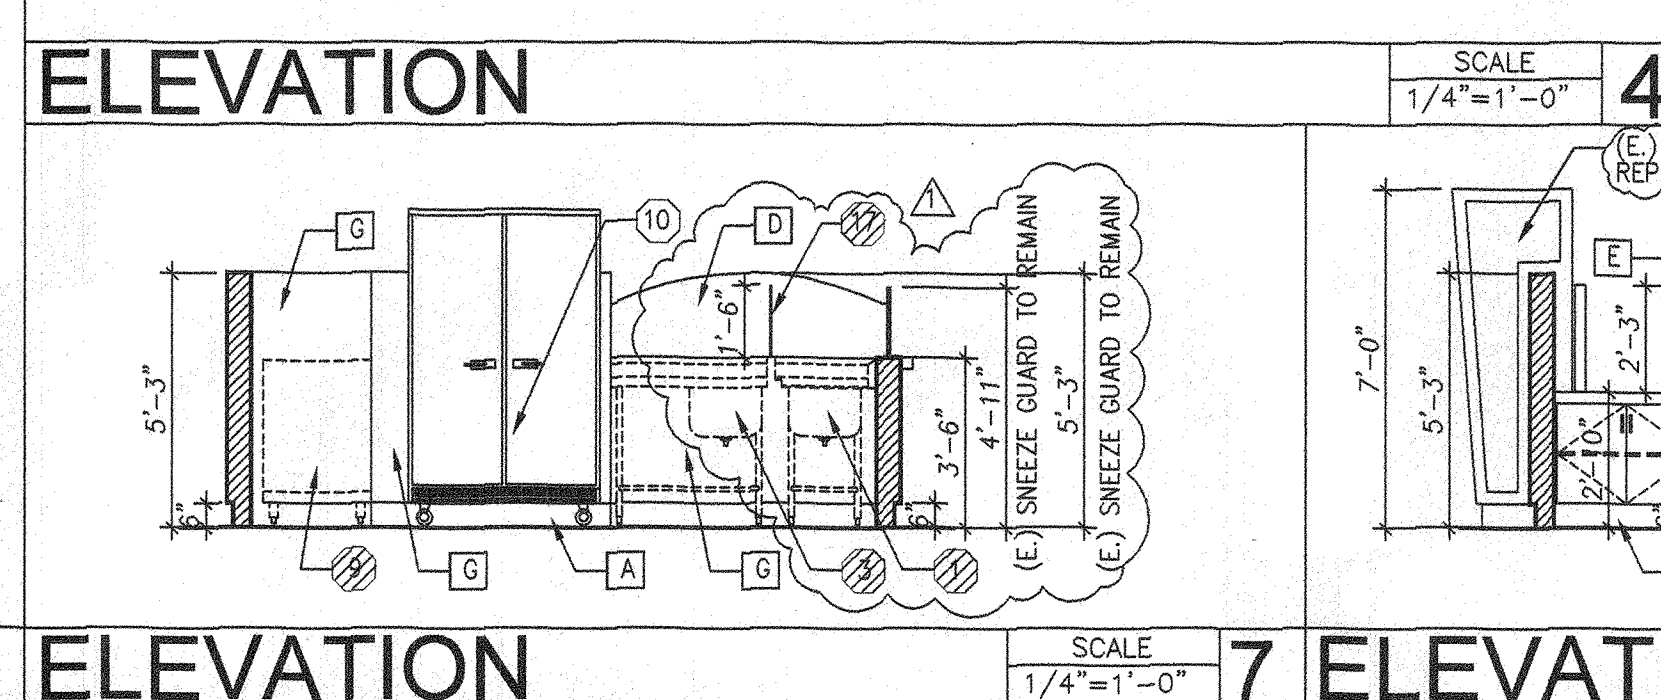 ELEVATION
SCALE
1/4"=1'-0"
4
(E.)
REP
G
10
D
17
1
E
5'-3"
6"
1'-6"
3'-6"
4'-11"
(E.) SNEEZE GUARD TO REMAIN
5'-3"
(E.) SNEEZE GUARD TO REMAIN
6"
7'-0"
5'-3"
2'-3"
2'-0"
9
G
A
G
3
1
ELEVATION
SCALE
1/4"=1'-0"
7
ELEVAT